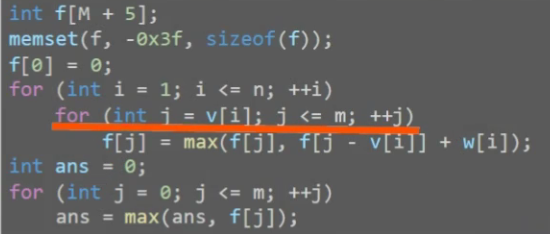 int f[M + 5];
memset(f, -0x3f, sizeof(f));
f[0] = 0;
for (int i = 1; i <= n; ++i)
    for (int j = v[i]; j <= m; ++j)
        f[j] = max(f[j], f[j - v[i]] + w[i]);
int ans = 0;
for (int j = 0; j <= m; ++j)
    ans = max(ans, f[j]);